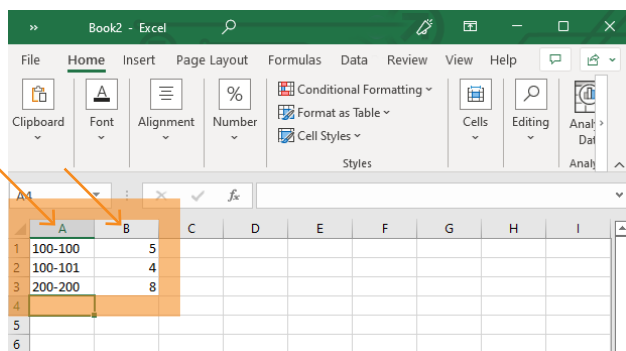 Book2 - Excel
File Home Insert Page Layout Formulas Data Review View Help
Clipboard Font Alignment Number Conditional Formatting Format as Table Cell Styles Cells Editing
Styles
A4 fx
A B C D E F G H I
1 100-100 5
2 100-101 4
3 200-200 8
4
5
6